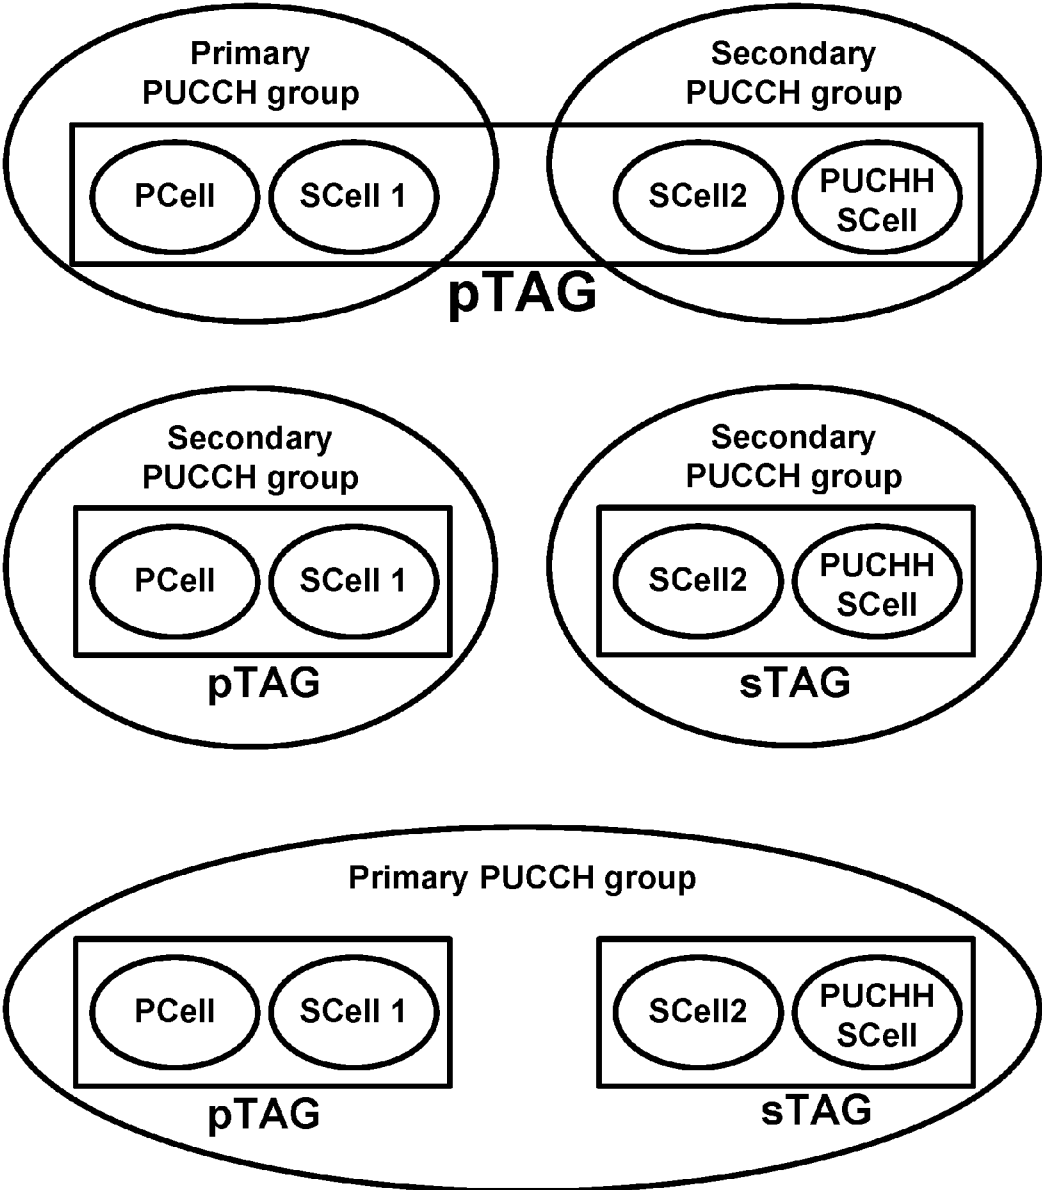 Primary
PUCCH group
Secondary
PUCCH group
PCell
SCell 1
SCell2
PUCHH
SCell
pTAG
Secondary
PUCCH group
Secondary
PUCCH group
PCell
SCell 1
SCell2
PUCHH
SCell
pTAG
sTAG
Primary PUCCH group
PCell
SCell 1
SCell2
PUCHH
SCell
pTAG
sTAG